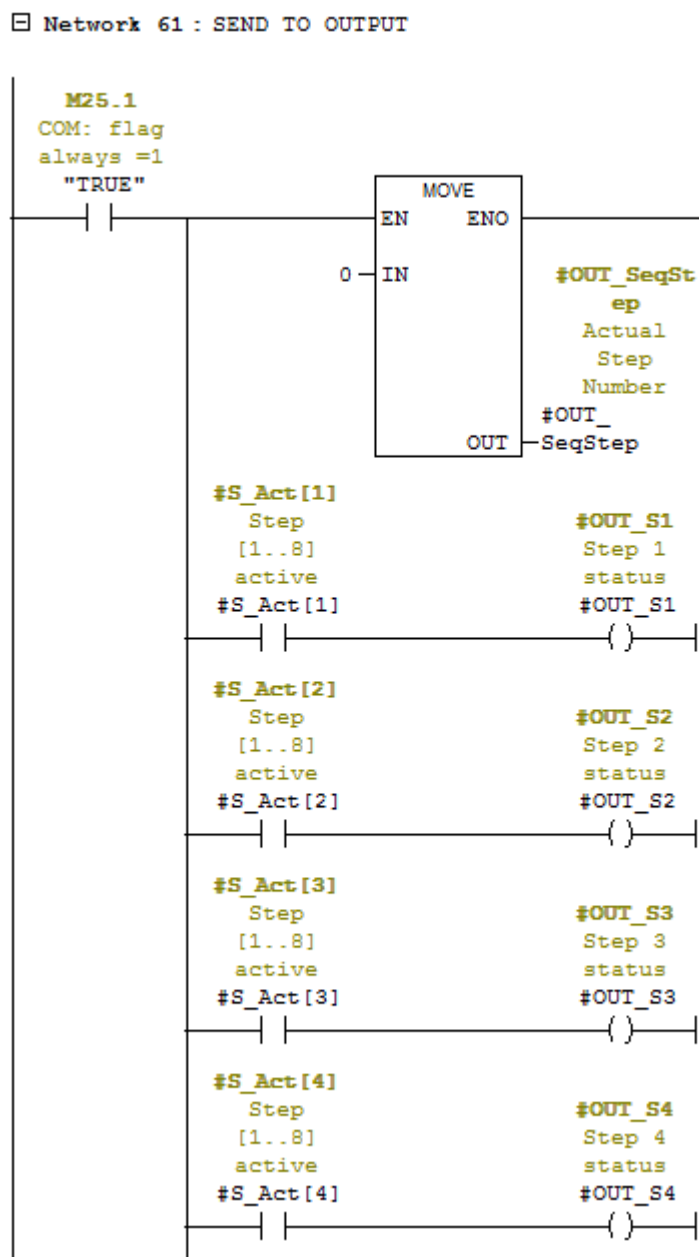 Network 61 : SEND TO OUTPUT
M25.1
COM: flag
always =1
"TRUE"
MOVE
EN ENO
0 IN
#OUT_SeqSt
ep
Actual
Step
Number
#OUT_
OUT SeqStep
#S_Act[1]
Step #OUT_S1
[1..8] Step 1
active status
#S_Act[1] #OUT_S1
#S_Act[2]
Step #OUT_S2
[1..8] Step 2
active status
#S_Act[2] #OUT_S2
#S_Act[3]
Step #OUT_S3
[1..8] Step 3
active status
#S_Act[3] #OUT_S3
#S_Act[4]
Step #OUT_S4
[1..8] Step 4
active status
#S_Act[4] #OUT_S4